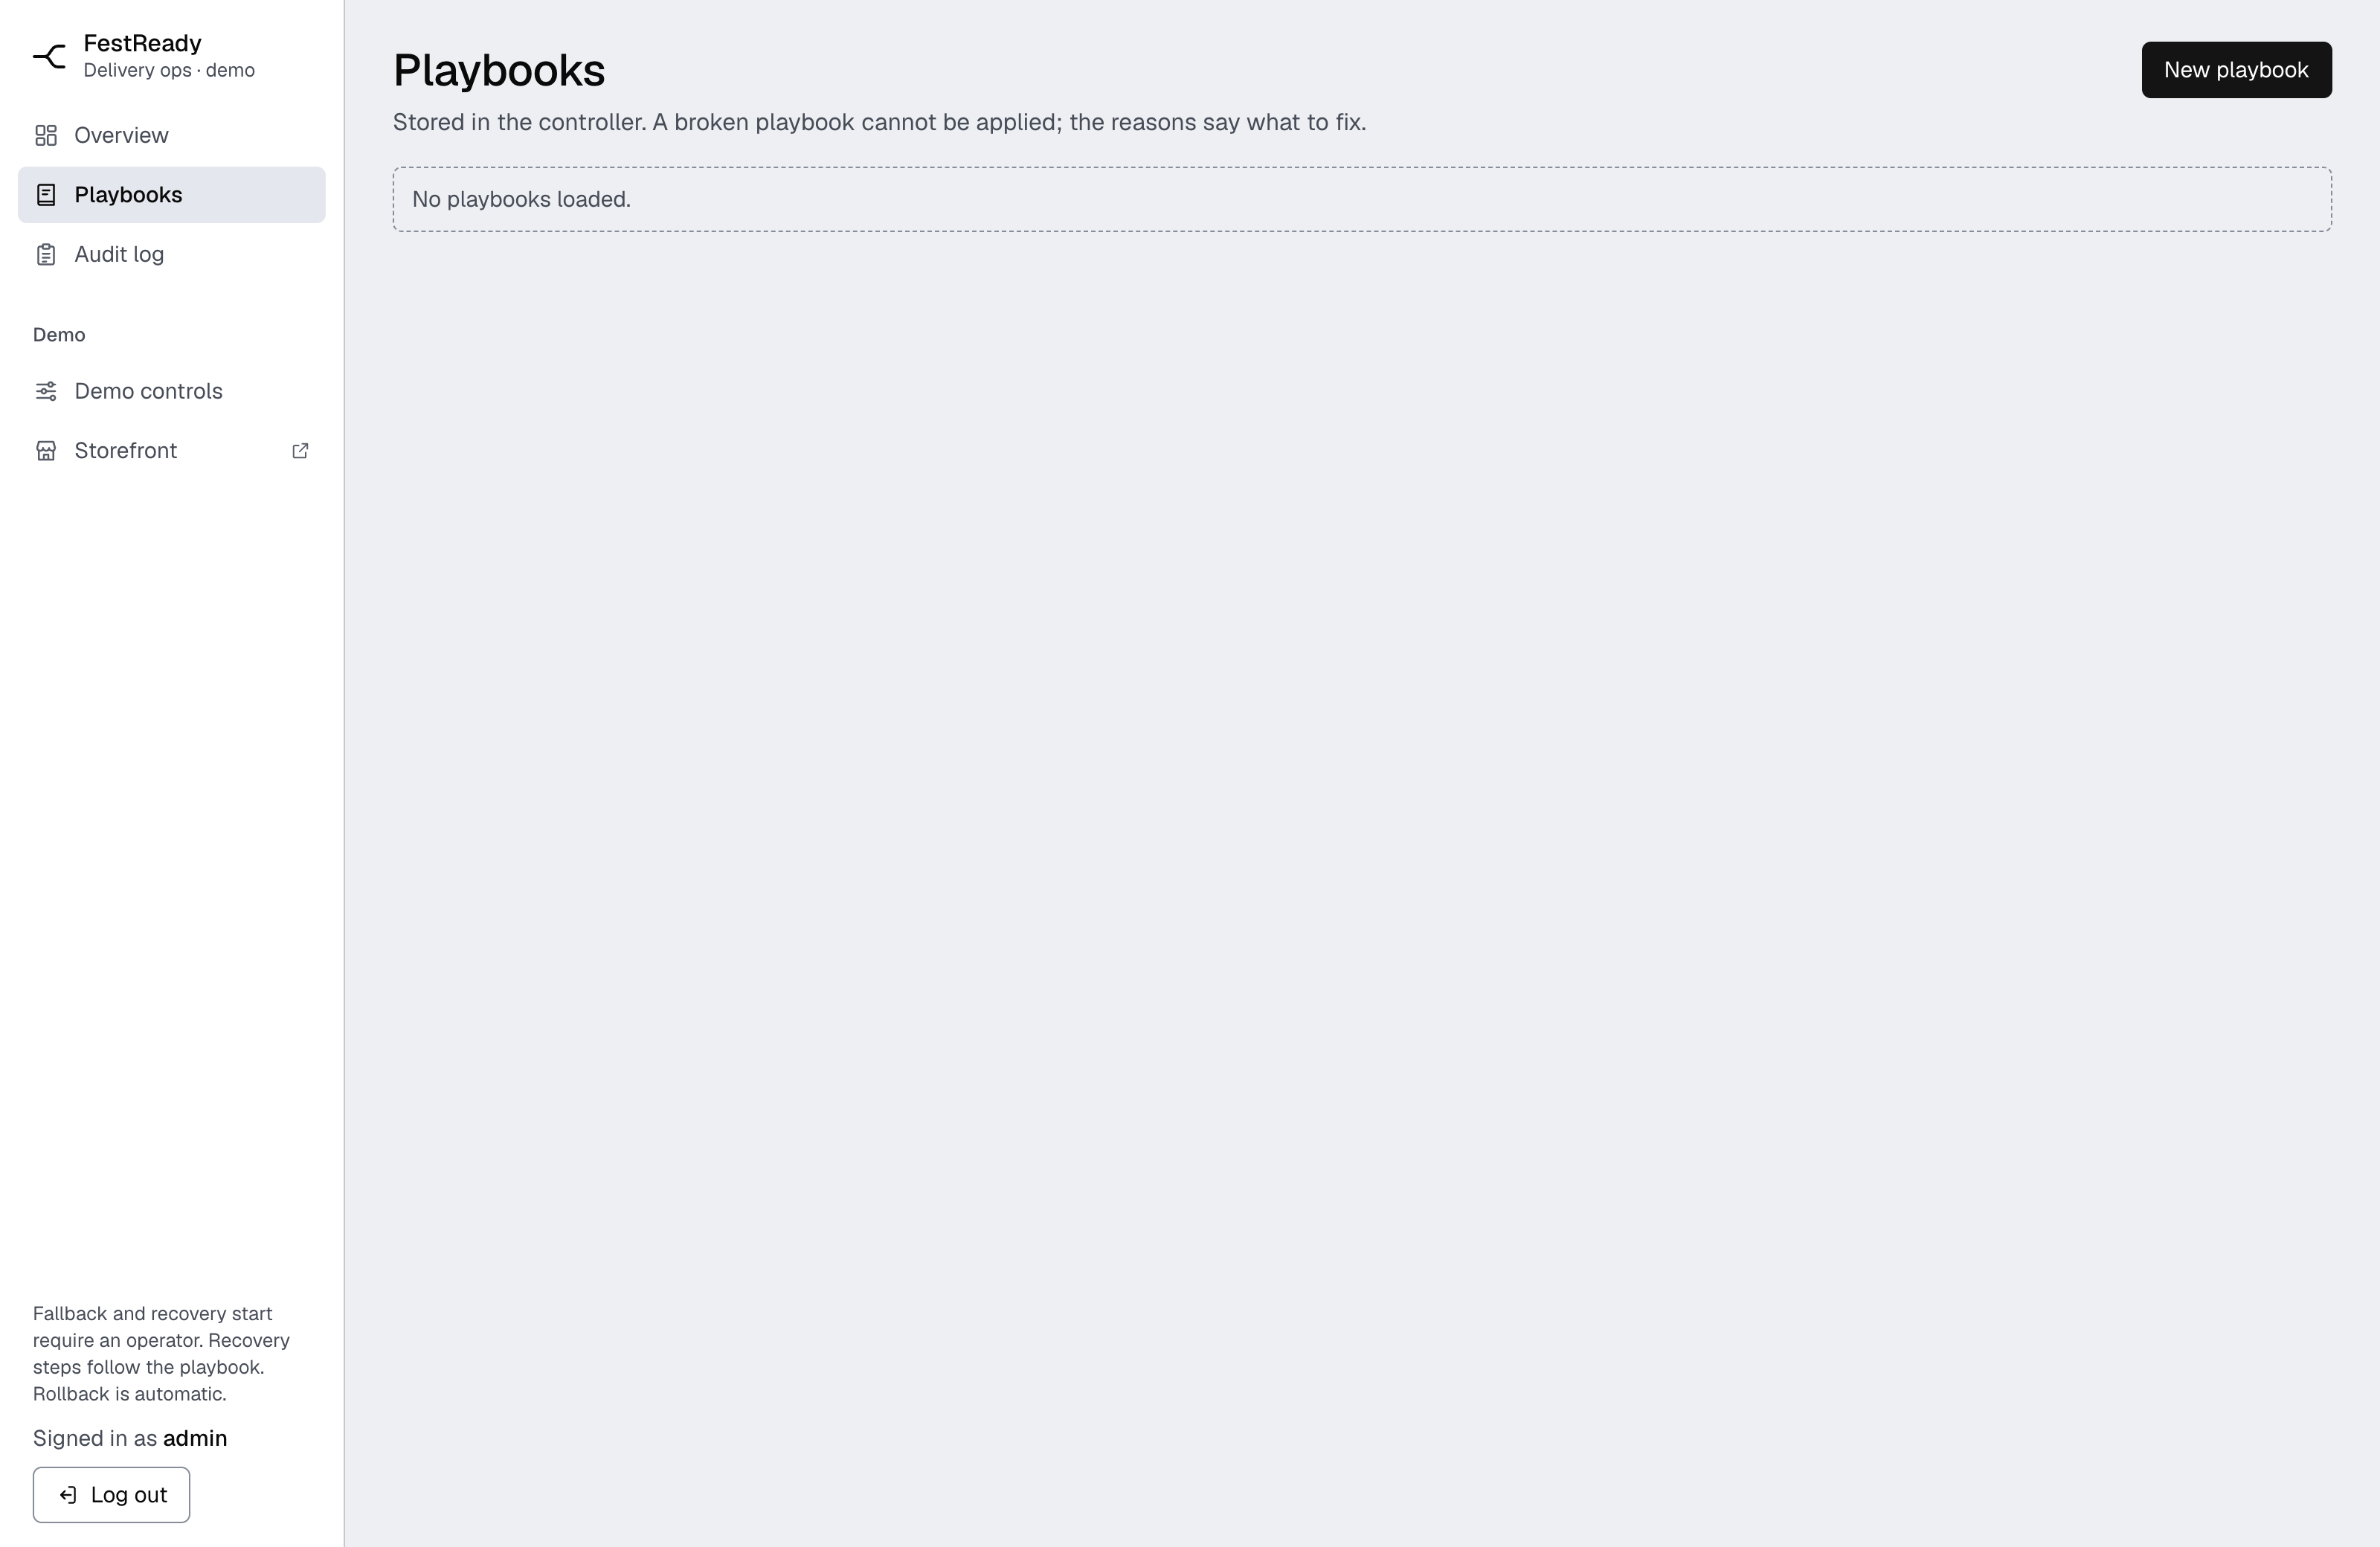 FestReady
Delivery ops · demo
Overview
Playbooks
Audit log
Demo
Demo controls
Storefront
Fallback and recovery start
require an operator. Recovery
steps follow the playbook.
Rollback is automatic.
Signed in as admin
Log out
Playbooks
New playbook
Stored in the controller. A broken playbook cannot be applied; the reasons say what to fix.
No playbooks loaded.